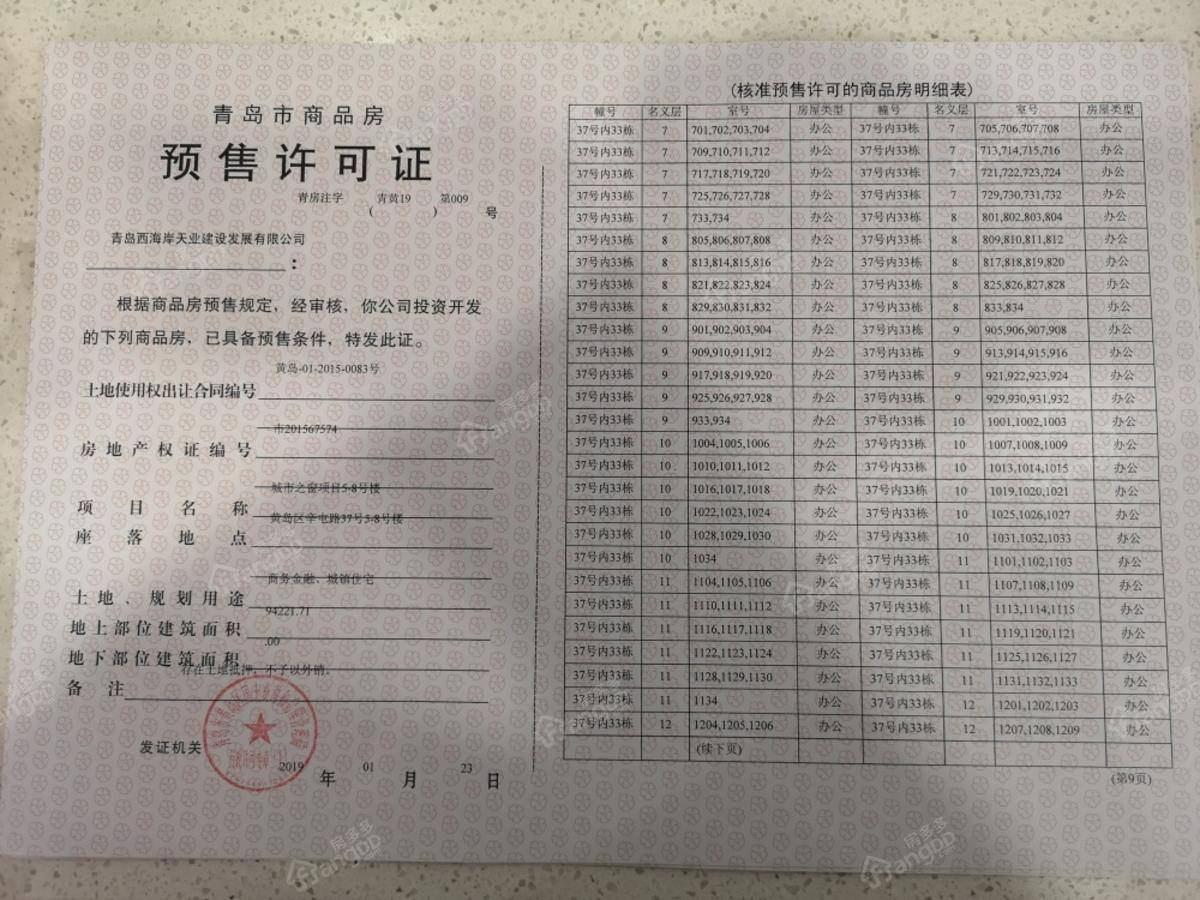 青岛市商品房
预售许可证
青房注字 (青黄19) 第009 号
青岛西海岸天业建设发展有限公司
：
根据商品房预售规定，经审核，你公司投资开发
的下列商品房，已具备预售条件，特发此证。
黄岛-01-2015-0083号
土地使用权出让合同编号
市201567574
房地产权证编号
城市之窗项目5-8号楼
项目名称
黄岛区辛屯路37号5-8号楼
座落地点
商务金融、城镇住宅
土地、规划用途
94221.71
地上部位建筑面积
.00
地下部位建筑面积
存在土地抵押，不予以外销。
备注
发证机关
2019 年 01 月 23 日
(核准预售许可的商品房明细表)
幢号 名义层 室号 房屋类型 幢号 名义层 室号 房屋类型
37号内33栋 7 701,702,703,704 办公 37号内33栋 7 705,706,707,708 办公
37号内33栋 7 709,710,711,712 办公 37号内33栋 7 713,714,715,716 办公
37号内33栋 7 717,718,719,720 办公 37号内33栋 7 721,722,723,724 办公
37号内33栋 7 725,726,727,728 办公 37号内33栋 7 729,730,731,732 办公
37号内33栋 7 733,734 办公 37号内33栋 8 801,802,803,804 办公
37号内33栋 8 805,806,807,808 办公 37号内33栋 8 809,810,811,812 办公
37号内33栋 8 813,814,815,816 办公 37号内33栋 8 817,818,819,820 办公
37号内33栋 8 821,822,823,824 办公 37号内33栋 8 825,826,827,828 办公
37号内33栋 8 829,830,831,832 办公 37号内33栋 8 833,834 办公
37号内33栋 9 901,902,903,904 办公 37号内33栋 9 905,906,907,908 办公
37号内33栋 9 909,910,911,912 办公 37号内33栋 9 913,914,915,916 办公
37号内33栋 9 917,918,919,920 办公 37号内33栋 9 921,922,923,924 办公
37号内33栋 9 925,926,927,928 办公 37号内33栋 9 929,930,931,932 办公
37号内33栋 9 933,934 办公 37号内33栋 10 1001,1002,1003 办公
37号内33栋 10 1004,1005,1006 办公 37号内33栋 10 1007,1008,1009 办公
37号内33栋 10 1010,1011,1012 办公 37号内33栋 10 1013,1014,1015 办公
37号内33栋 10 1016,1017,1018 办公 37号内33栋 10 1019,1020,1021 办公
37号内33栋 10 1022,1023,1024 办公 37号内33栋 10 1025,1026,1027 办公
37号内33栋 10 1028,1029,1030 办公 37号内33栋 10 1031,1032,1033 办公
37号内33栋 10 1034 办公 37号内33栋 11 1101,1102,1103 办公
37号内33栋 11 1104,1105,1106 办公 37号内33栋 11 1107,1108,1109 办公
37号内33栋 11 1110,1111,1112 办公 37号内33栋 11 1113,1114,1115 办公
37号内33栋 11 1116,1117,1118 办公 37号内33栋 11 1119,1120,1121 办公
37号内33栋 11 1122,1123,1124 办公 37号内33栋 11 1125,1126,1127 办公
37号内33栋 11 1128,1129,1130 办公 37号内33栋 11 1131,1132,1133 办公
37号内33栋 11 1134 办公 37号内33栋 12 1201,1202,1203 办公
37号内33栋 12 1204,1205,1206 办公 37号内33栋 12 1207,1208,1209 办公
(续下页)
(第9页)
房多多
angDD